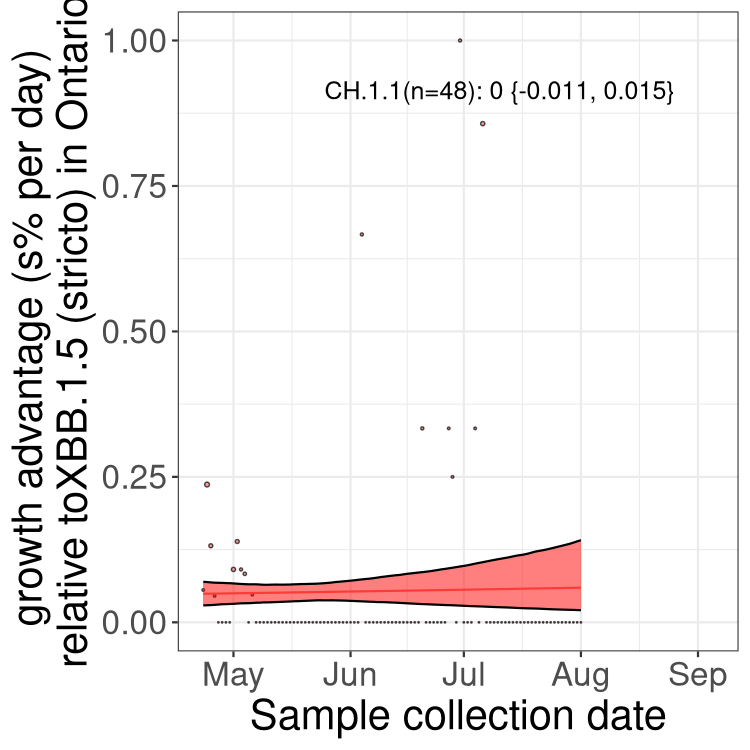 growth advantage (s% per day)
relative toXBB.1.5 (stricto) in Ontario
1.00
0.75
0.50
0.25
0.00
CH.1.1(n=48): 0 {-0.011, 0.015}
May Jun Jul Aug Sep
Sample collection date